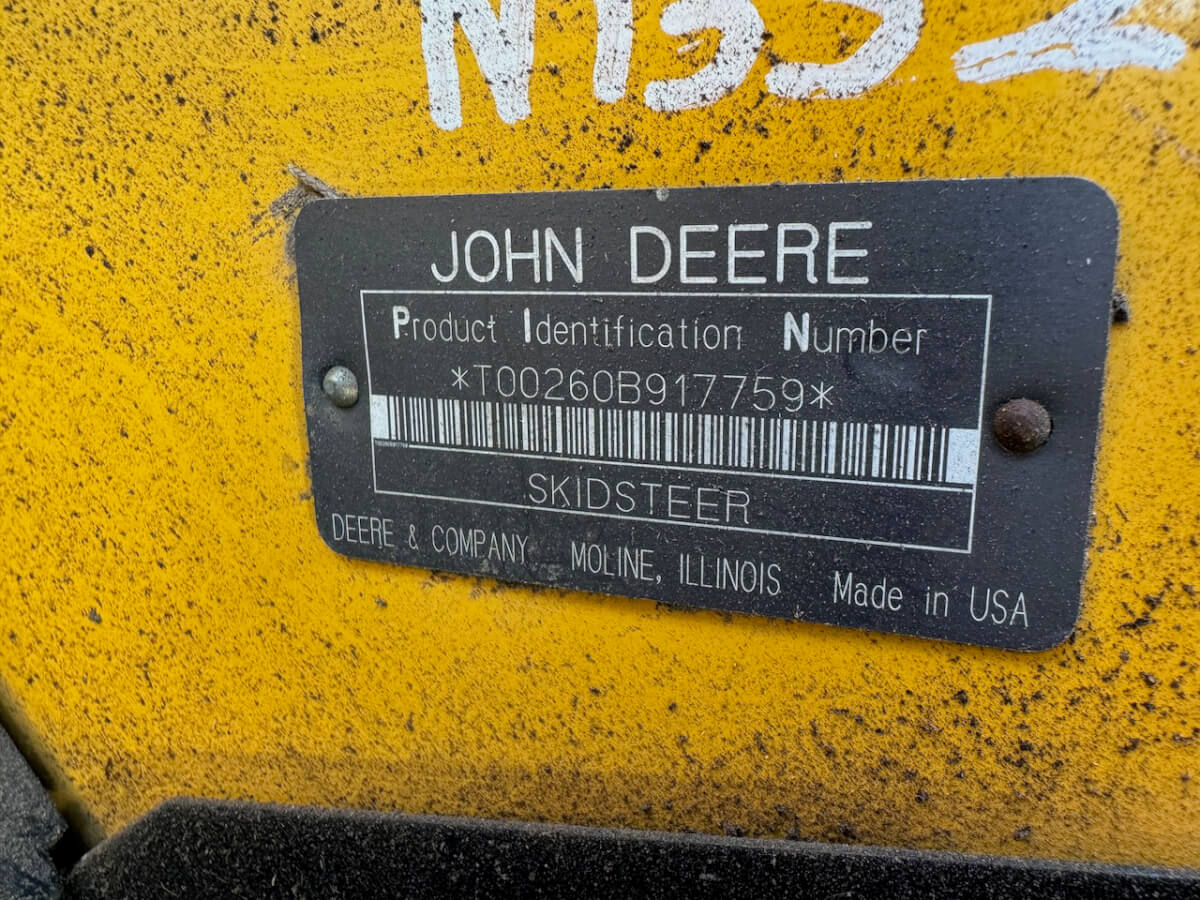 JOHN DEERE
Product Identification Number
*T00260B917759*
SKIDSTEER
DEERE & COMPANY MOLINE, ILLINOIS Made in USA